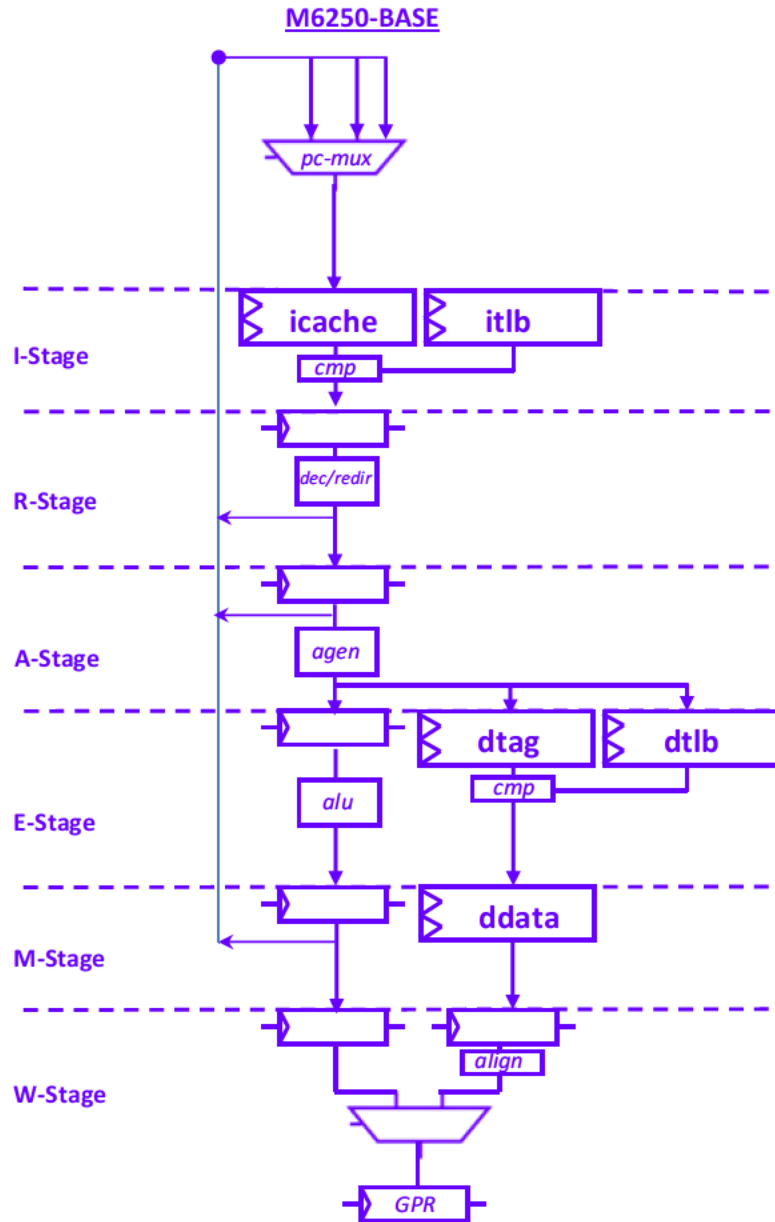 M6250-BASE
pc-mux
icache itlb
I-Stage
cmp
dec/redir
R-Stage
agen
A-Stage
dtag dtlb
cmp
alu
E-Stage
ddata
M-Stage
align
W-Stage
GPR